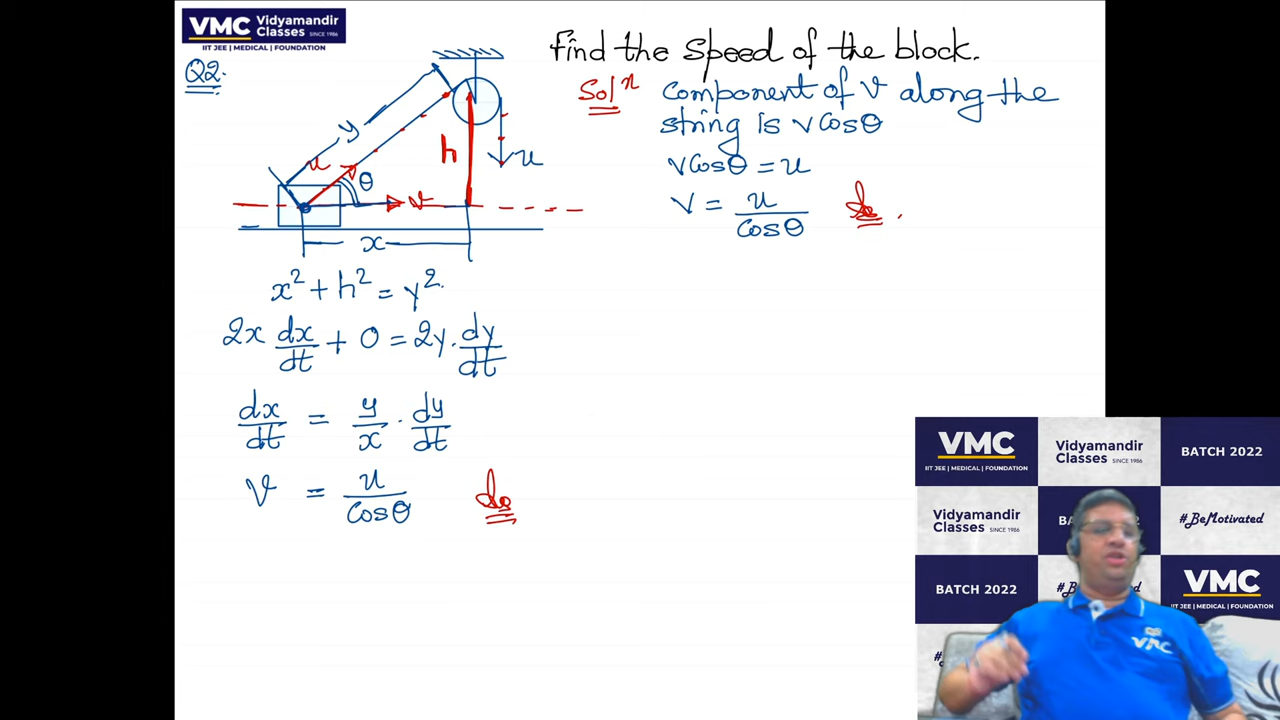 VMC Vidyamandir Classes SINCE 1986
IIT JEE | MEDICAL | FOUNDATION
Q2.
Find the speed of the block.
Solⁿ Component of V along the
string is vcosθ
vcosθ = u
V = u/cosθ
y
h
u
u
θ
v
x
x² + h² = y²
2x dx/dt + 0 = 2y · dy/dt
dx/dt = y/x · dy/dt
V = u/cosθ
VMC
IIT JEE | MEDICAL | FOUNDATION
Vidyamandir
Classes SINCE 1986
BATCH 2022
Vidyamandir
Classes SINCE 1986
#BeMotivated
BATCH 2022
VMC
IIT JEE | MEDICAL | FOUNDATION
VMC